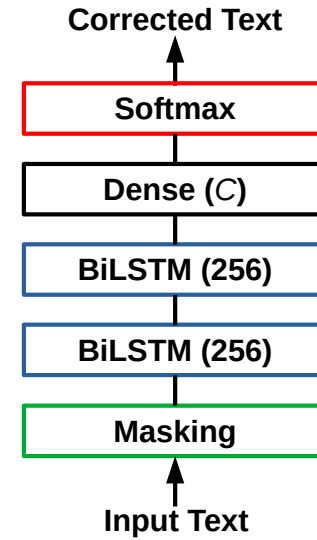 Corrected Text
Softmax
Dense (C)
BiLSTM (256)
BiLSTM (256)
Masking
Input Text